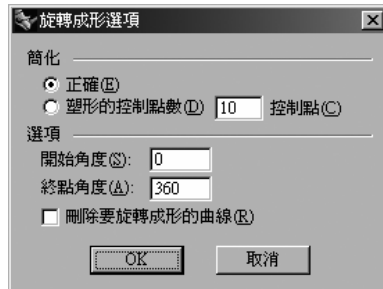 旋轉成形選項
簡化
正確(E)
塑形的控制點數(D) 10 控制點(C)
選項
開始角度(S): 0
終點角度(A): 360
刪除要旋轉成形的曲線(R)
OK 取消